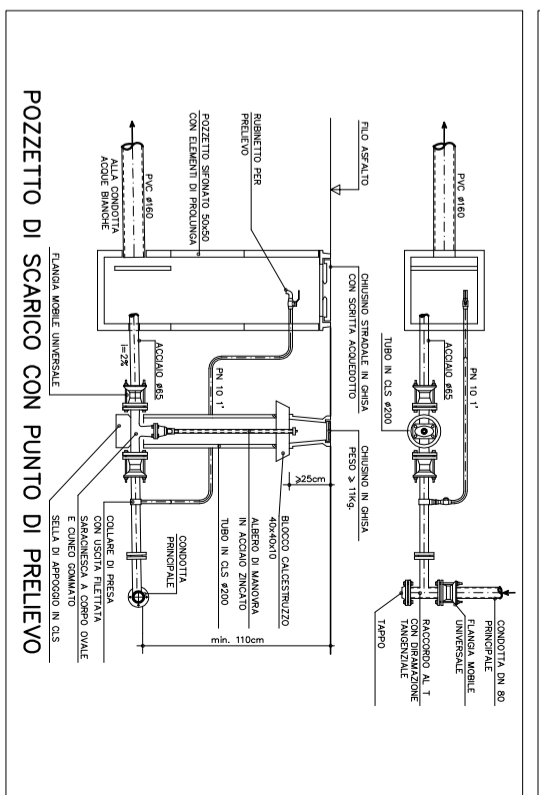 POZZETTO DI SCARICO CON PUNTO DI PRELIEVO
PVC ø160
CONDOTTA DN 80
PRINCIPALE
FLANGIA MOBILE
UNIVERSALE
RACCORDO AL T
CON DIRAMAZIONE
TANGENZIALE
TAPPO
ACCIAIO ø65
TUBO IN CLS ø200
PN 10 1"
FILO ASFALTO
CHIUSINO STRADALE IN GHISA
CON SCRITTA ACQUEDOTTO
CHIUSINO IN GHISA
PESO ⩾ 11Kg.
RUBINETTO PER
PRELIEVO
POZZETTO SIFONATO 50x50
CON ELEMENTI DI PROLUNGA
PVC ø160
ALLA CONDOTTA
ACQUE BIANCHE
FLANGIA MOBILE UNIVERSALE
ACCIAIO ø65
i=2%
PN 10 1"
⩾25cm
BLOCCO CALCESTRUZZO
40x40x10
ALBERO DI MANOVRA
IN ACCIAIO ZINCATO
TUBO IN CLS ø200
CONDOTTA
PRINCIPALE
min. 110cm
COLLARE DI PRESA
CON USCITA FILETTATA
SARACINESCA A CORPO OVALE
E CUNEO GOMMATO
SELLA DI APPOGGIO IN CLS